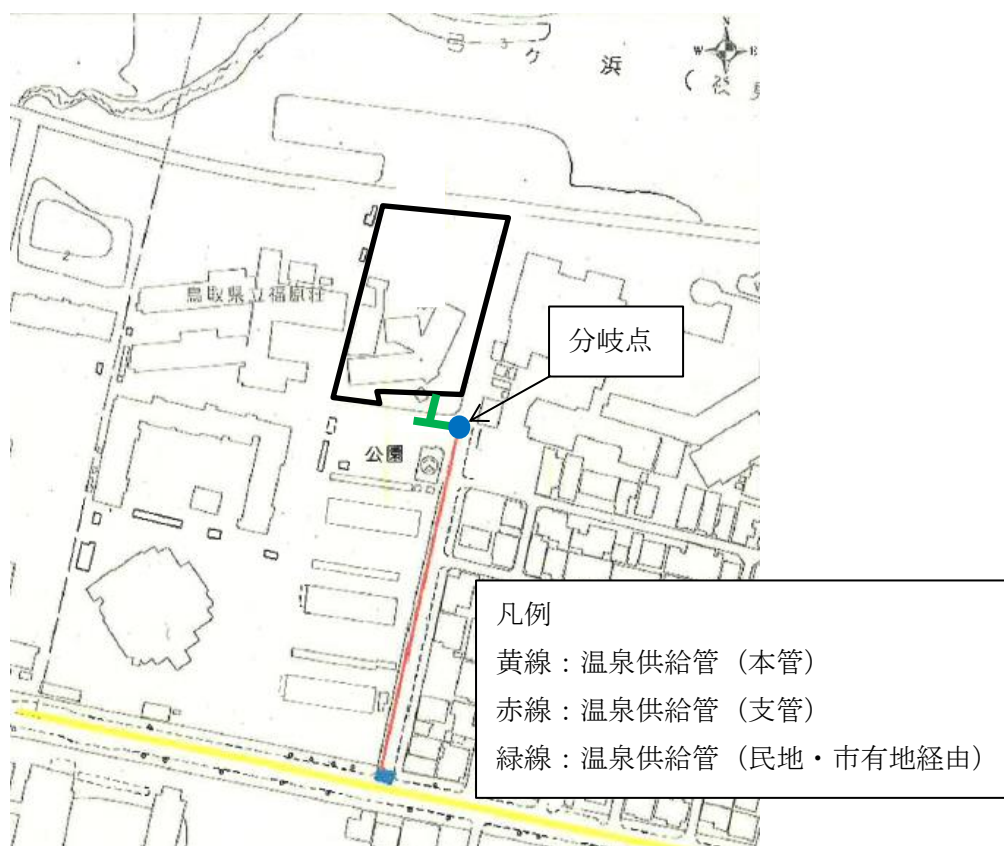 N
W E
ケ 浜
(
2
鳥取県立福原荘
分岐点
公園
凡例
黄線：温泉供給管（本管）
赤線：温泉供給管（支管）
緑線：温泉供給管（民地・市有地経由）